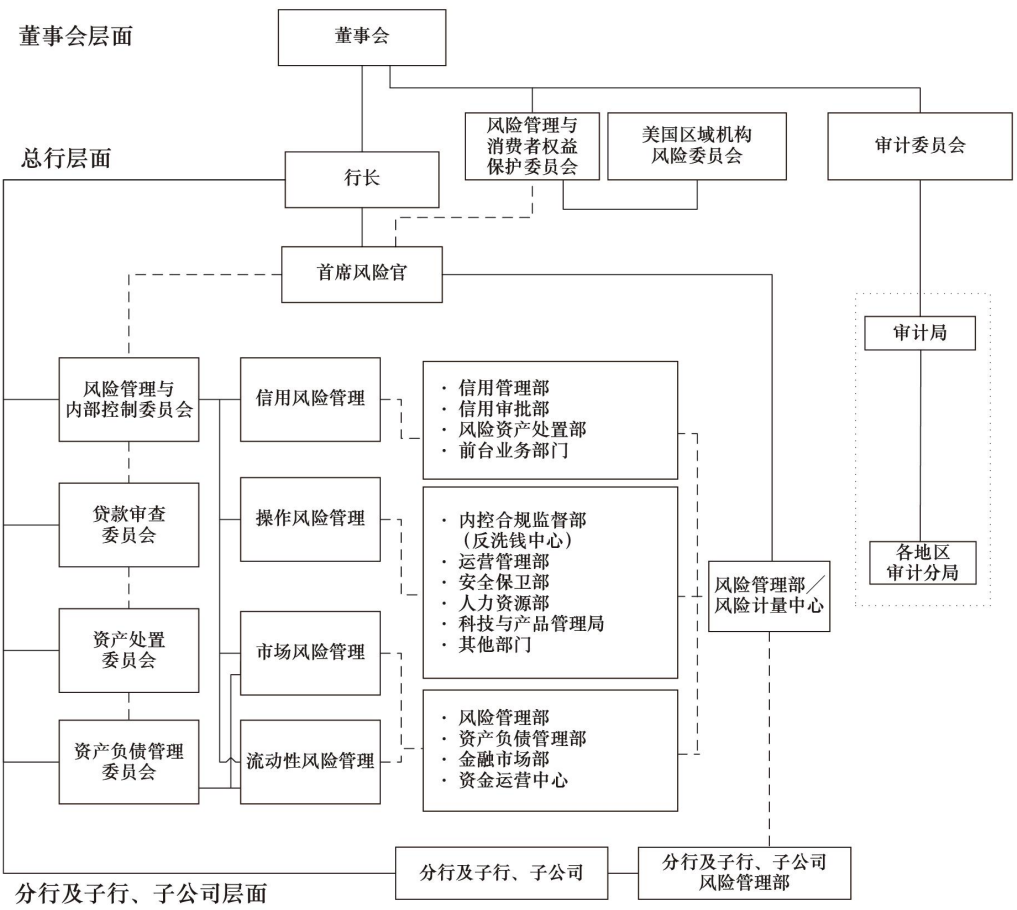 董事会层面
董事会
风险管理与
消费者权益
保护委员会
美国区域机构
风险委员会
审计委员会
总行层面
行长
首席风险官
审计局
各地区
审计分局
风险管理与
内部控制委员会
贷款审查
委员会
资产处置
委员会
资产负债管理
委员会
信用风险管理
操作风险管理
市场风险管理
流动性风险管理
· 信用管理部
· 信用审批部
· 风险资产处置部
· 前台业务部门
· 内控合规监督部
（反洗钱中心）
· 运营管理部
· 安全保卫部
· 人力资源部
· 科技与产品管理局
· 其他部门
· 风险管理部
· 资产负债管理部
· 金融市场部
· 资金运营中心
风险管理部／
风险计量中心
分行及子行、子公司
分行及子行、子公司
风险管理部
分行及子行、子公司层面